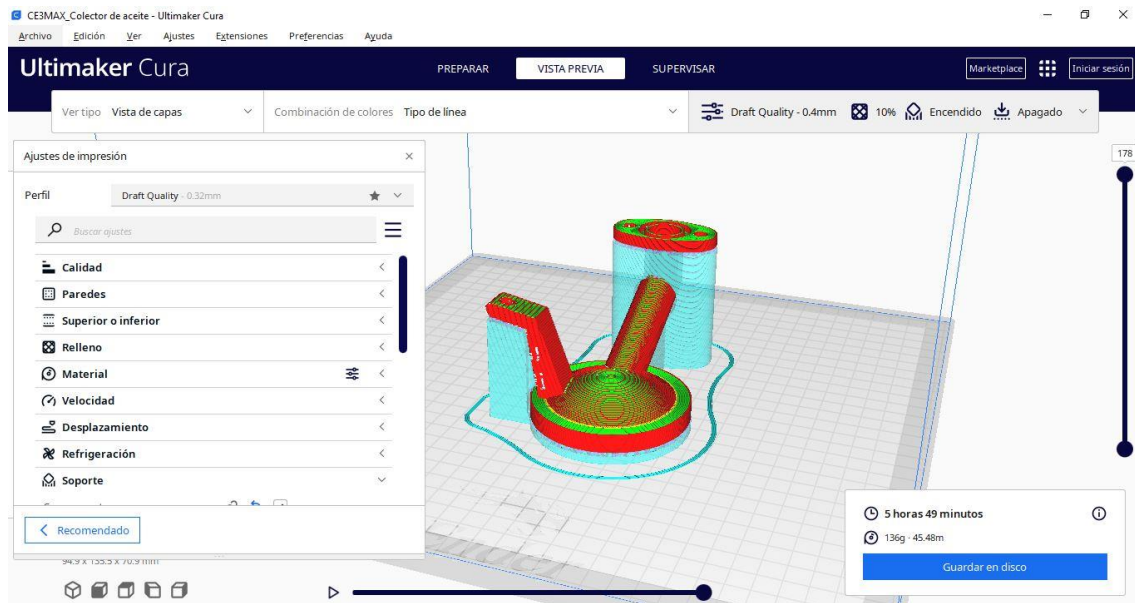 CE3MAX_Colector de aceite - Ultimaker Cura
Archivo Edición Ver Ajustes Extensiones Preferencias Ayuda
Ultimaker Cura PREPARAR VISTA PREVIA SUPERVISAR Marketplace Iniciar sesión
Ver tipo Vista de capas Combinación de colores Tipo de línea Draft Quality - 0.4mm 10% Encendido Apagado
Ajustes de impresión
178
Perfil Draft Quality - 0.32mm
Buscar ajustes
Calidad
Paredes
Superior o inferior
Relleno
Material
Velocidad
Desplazamiento
Refrigeración
Soporte
Recomendado
5 horas 49 minutos
136g · 45.48m
Guardar en disco